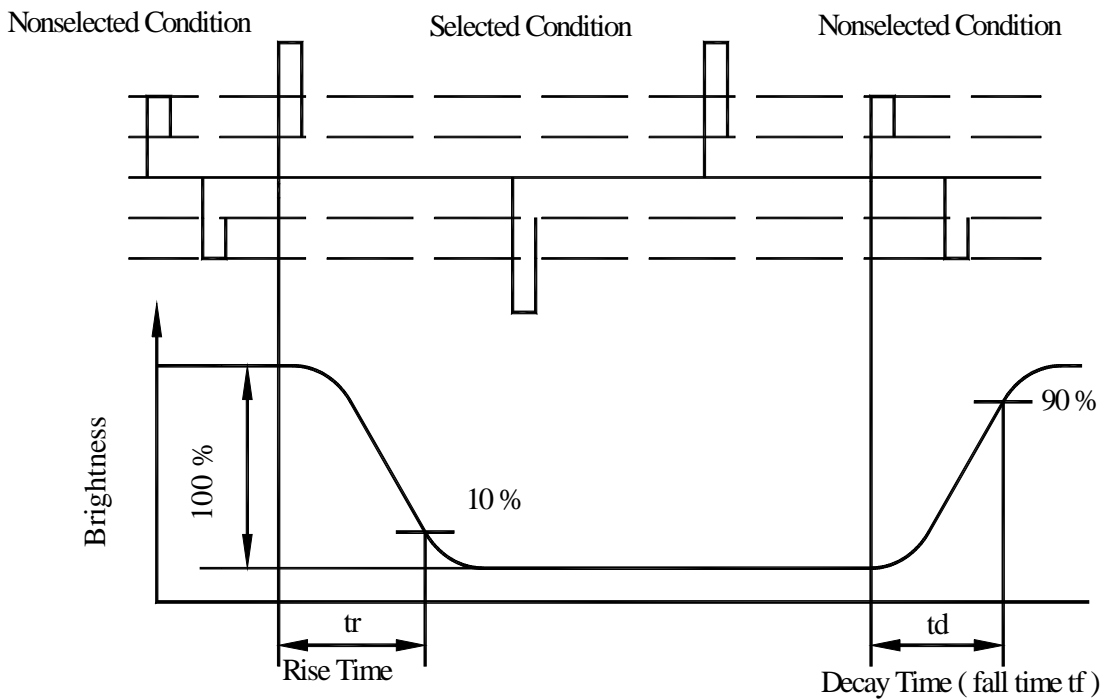 Nonselected Condition
Selected Condition
Nonselected Condition
Brightness
100 %
10 %
90 %
tr
Rise Time
td
Decay Time ( fall time tf )